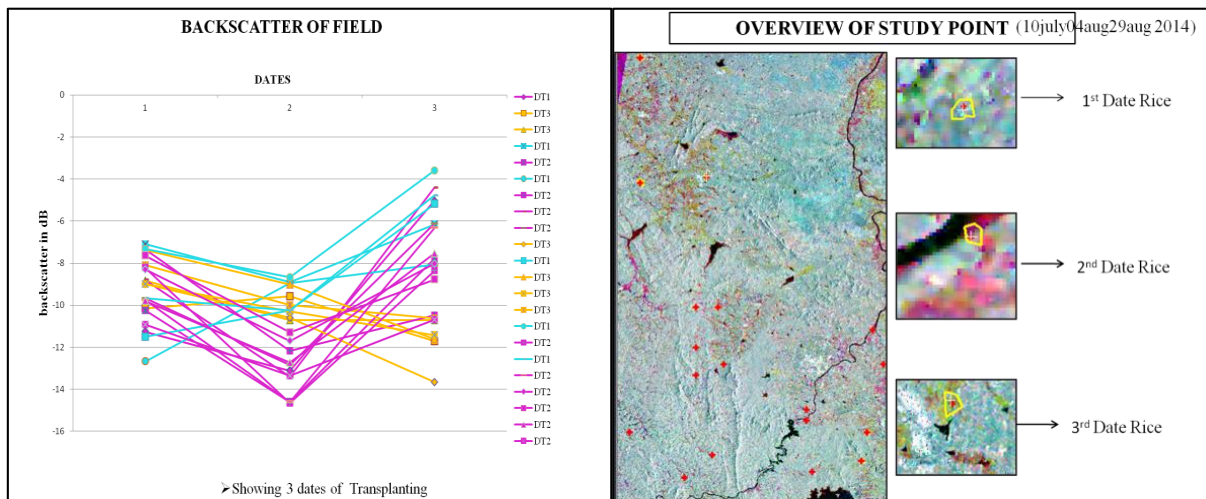 BACKSCATTER OF FIELD
DATES
1 2 3
0
-2
-4
-6
-8
-10
-12
-14
-16
backscatter in dB
DT1
DT3
DT3
DT1
DT2
DT1
DT2
DT2
DT2
DT3
DT1
DT3
DT3
DT3
DT1
DT2
DT1
DT2
DT2
DT2
DT2
DT2
➢Showing 3 dates of Transplanting
OVERVIEW OF STUDY POINT (10july04aug29aug 2014)
1st Date Rice
2nd Date Rice
3rd Date Rice